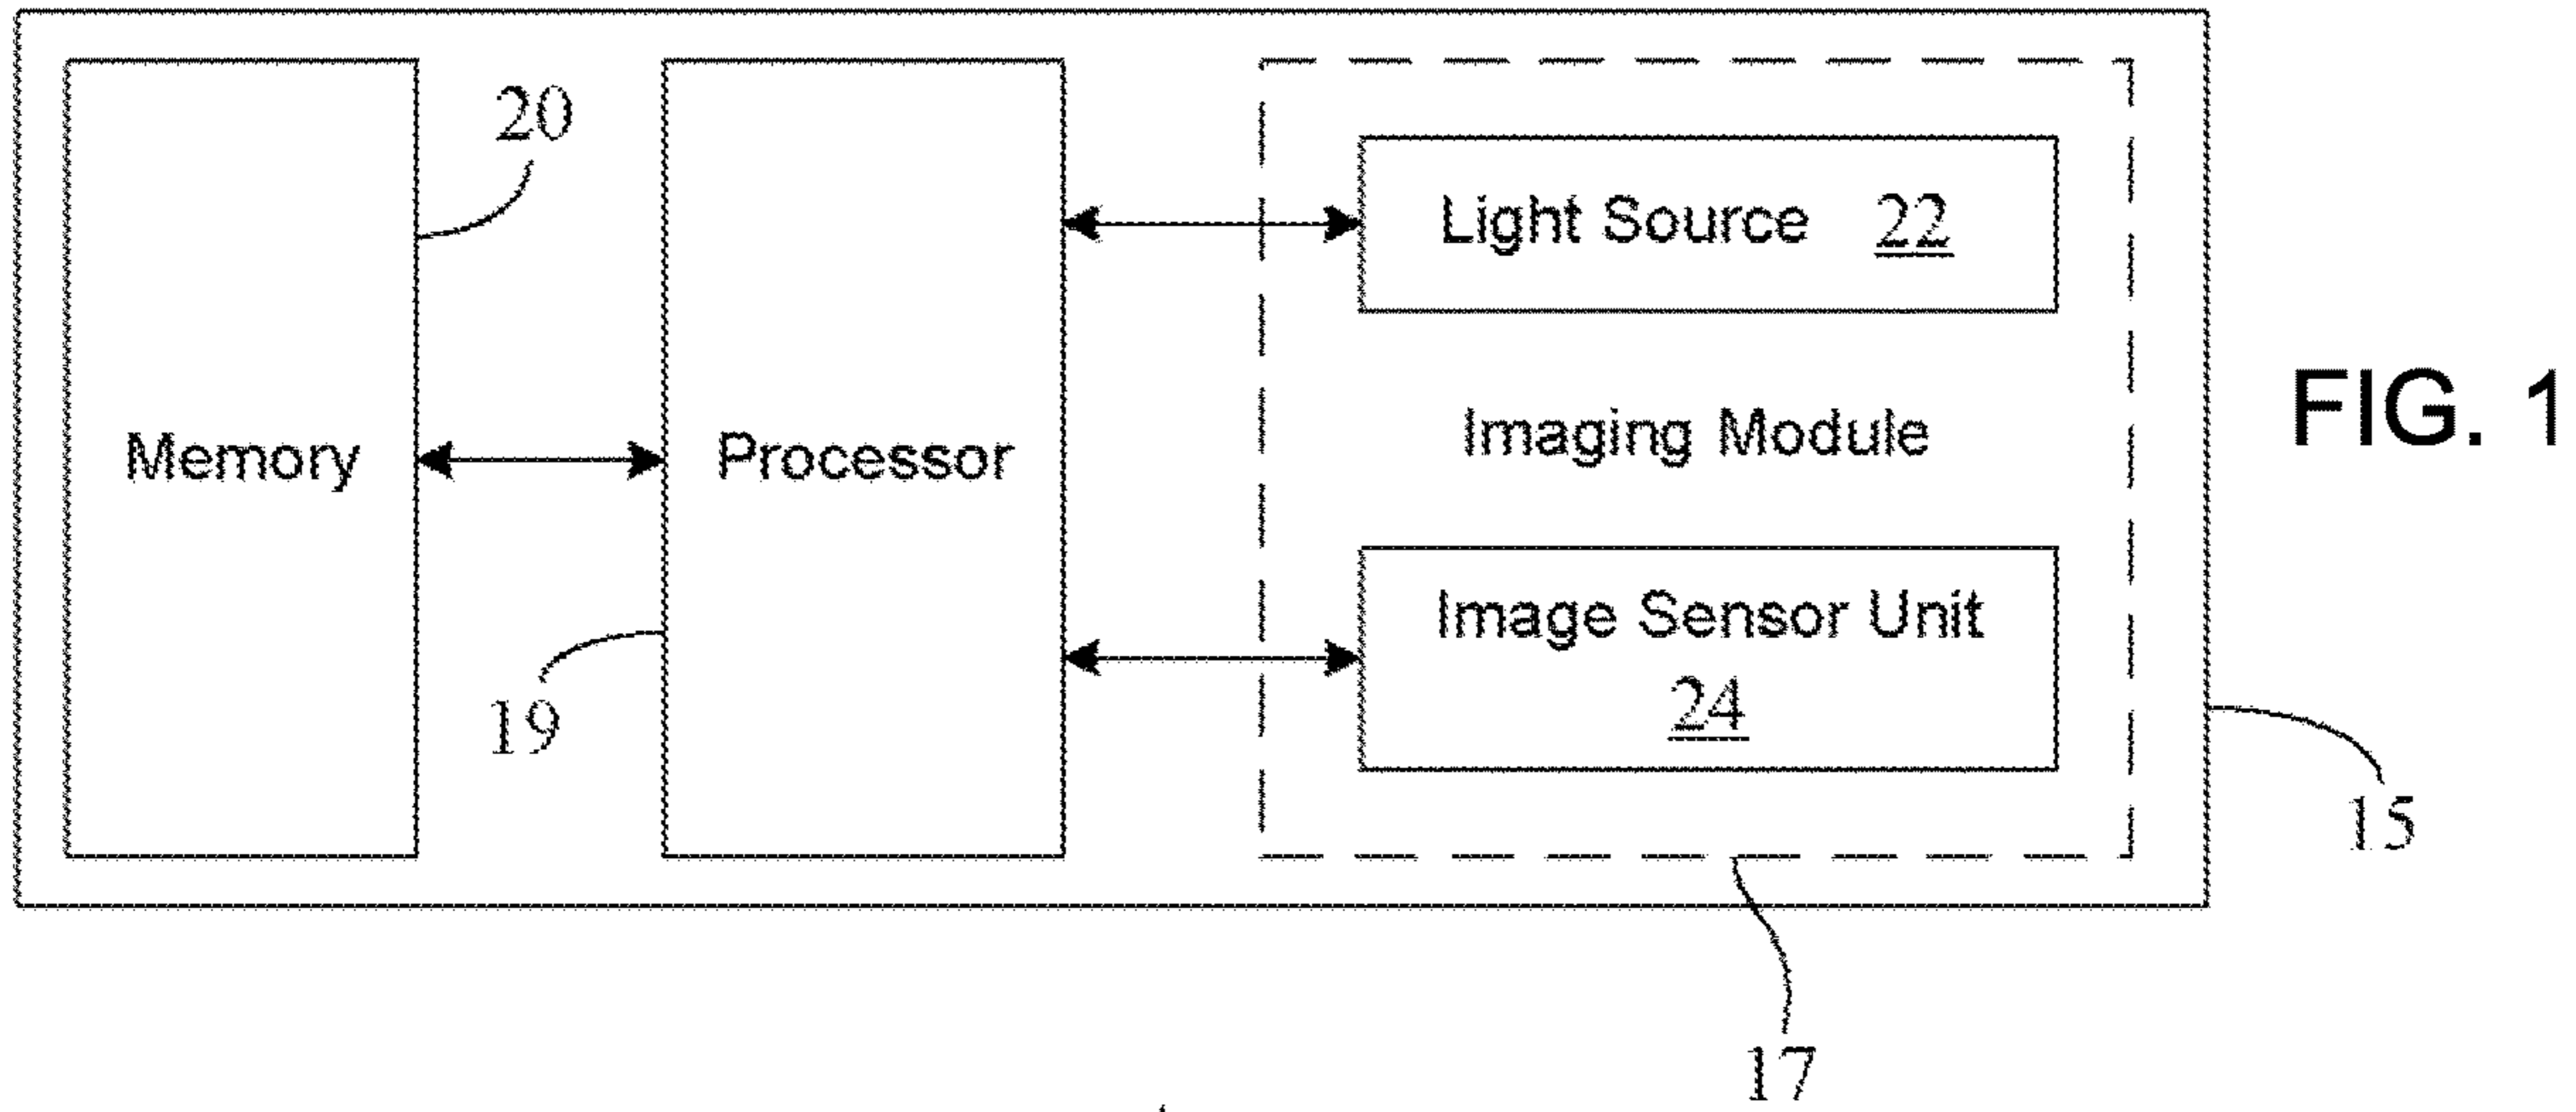 20
Light Source 22
FIG. 1
Memory
Processor
Imaging Module
Image Sensor Unit
24
19
15
17